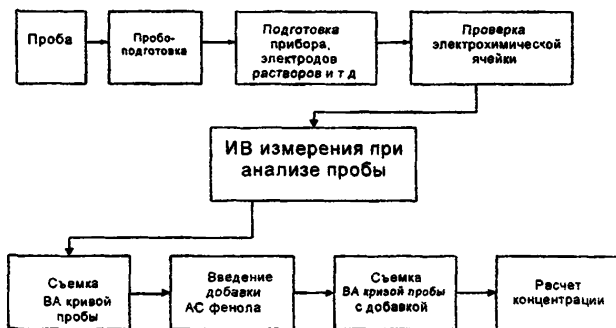 Проба
Пробо-
подготовка
Подготовка
прибора,
электродов
растворов и т д
Проверка
электрохимической
ячейки
ИВ измерения при
анализе пробы
Съемка
ВА кривой
пробы
Введение
добавки
АС фенола
Съемка
ВА кривой пробы
с добавкой
Расчет
концентрации